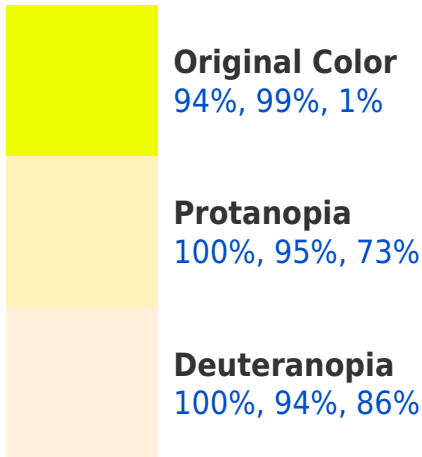 Original Color
94%, 99%, 1%
Protanopia
100%, 95%, 73%
Deuteranopia
100%, 94%, 86%